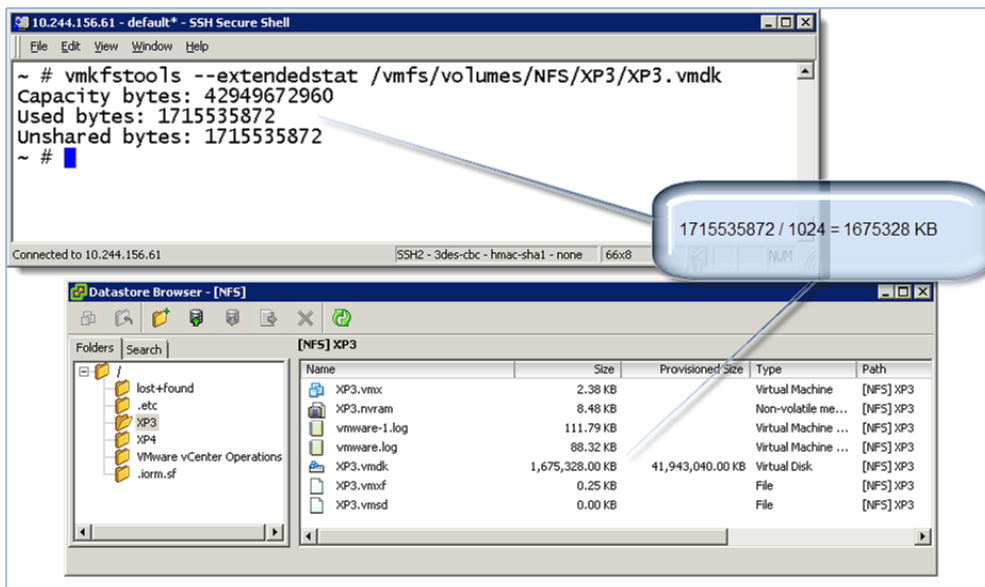 10.244.156.61 - default* - SSH Secure Shell
File Edit View Window Help
~ # vmkfstools --extendedstat /vmfs/volumes/NFS/XP3/XP3.vmdk
Capacity bytes: 42949672960
Used bytes: 1715535872
Unshared bytes: 1715535872
~ #
1715535872 / 1024 = 1675328 KB
Connected to 10.244.156.61
SSH2 - 3des-cbc - hmac-sha1 - none
66x8
NUM
Datastore Browser - [NFS]
Folders Search
/
lost+found
.etc
XP3
XP4
VMware vCenter Operations
.iorm.sf
[NFS] XP3
Name Size Provisioned Size Type Path
XP3.vmx 2.38 KB Virtual Machine [NFS] XP3
XP3.nvram 8.48 KB Non-volatile me... [NFS] XP3
vmware-1.log 111.79 KB Virtual Machine ... [NFS] XP3
vmware.log 88.32 KB Virtual Machine ... [NFS] XP3
XP3.vmdk 1,675,328.00 KB 41,943,040.00 KB Virtual Disk [NFS] XP3
XP3.vmxf 0.25 KB File [NFS] XP3
XP3.vmsd 0.00 KB File [NFS] XP3